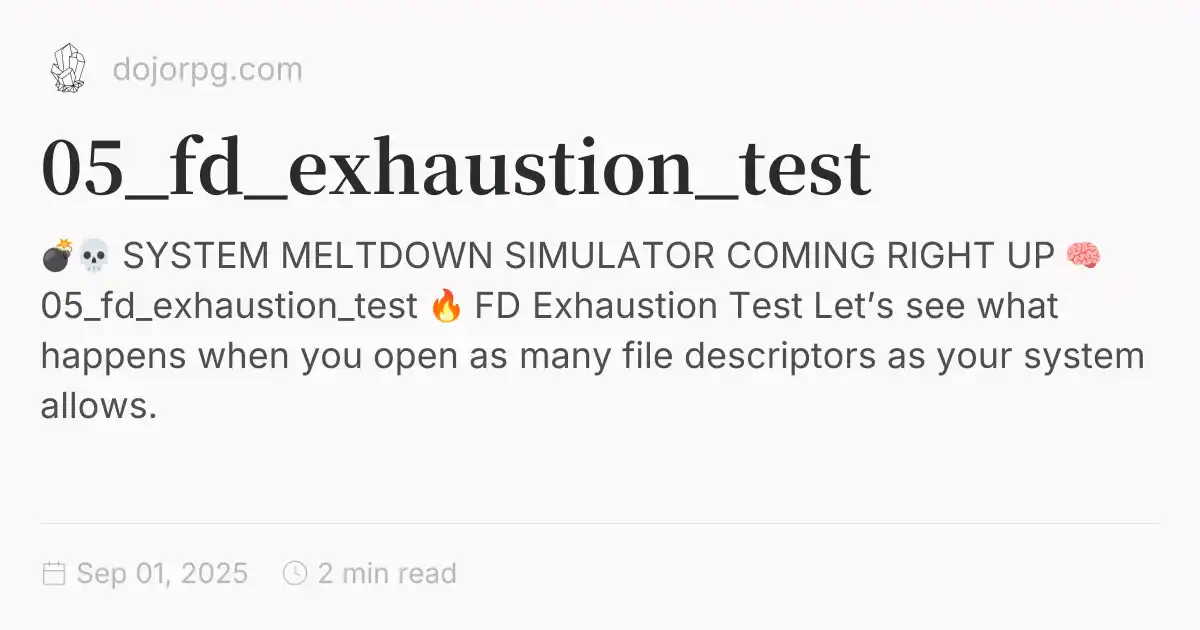 dojorpg.com
05_fd_exhaustion_test
💣💀 SYSTEM MELTDOWN SIMULATOR COMING RIGHT UP 🧠
05_fd_exhaustion_test 🔥 FD Exhaustion Test Let’s see what
happens when you open as many file descriptors as your system
allows.
Sep 01, 2025 2 min read